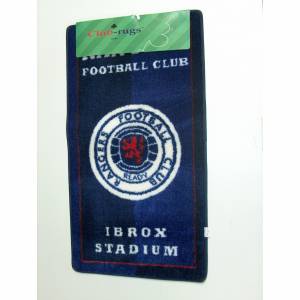 Club-rugs
FOOTBALL CLUB
RANGERS FOOTBALL CLUB
READY
IBROX
STADIUM